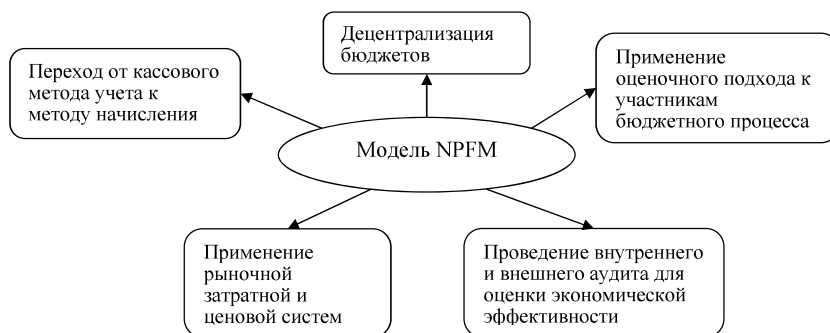 Децентрализация
бюджетов
Переход от кассового
метода учета к
методу начисления
Применение
оценочного подхода к
участникам
бюджетного процесса
Модель NPFM
Применение
рыночной
затратной и
ценовой систем
Проведение внутреннего
и внешнего аудита для
оценки экономической
эффективности